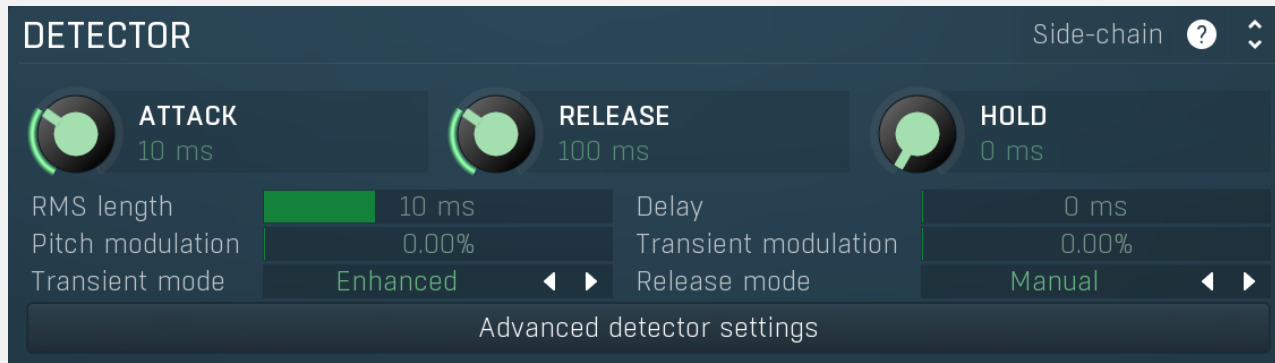 DETECTOR Side-chain ?
ATTACK RELEASE HOLD
10 ms 100 ms 0 ms
RMS length 10 ms Delay 0 ms
Pitch modulation 0.00% Transient modulation 0.00%
Transient mode Enhanced Release mode Manual
Advanced detector settings